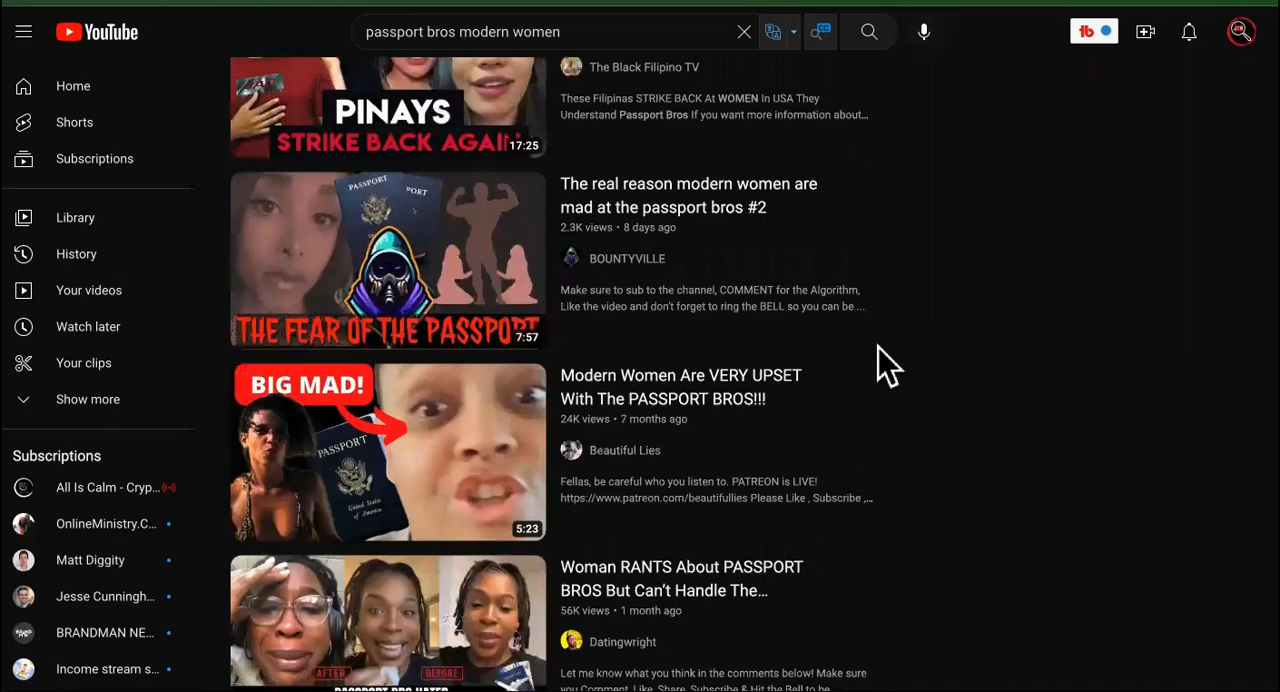 YouTube
passport bros modern women
Home
Shorts
Subscriptions
Library
History
Your videos
Watch later
Your clips
Show more
Subscriptions
All Is Calm - Cryp...
OnlineMinistry.C...
Matt Diggity
Jesse Cunningh...
BRANDMAN NE...
Income stream s...
PINAYS
STRIKE BACK AGAI
17:25
The Black Filipino TV
These Filipinas STRIKE BACK At WOMEN In USA They
Understand Passport Bros If you want more information about...
PASSPORT
PORT
THE FEAR OF THE PASSPORT
7:57
The real reason modern women are
mad at the passport bros #2
2.3K views • 8 days ago
BOUNTYVILLE
Make sure to sub to the channel, COMMENT for the Algorithm,
Like the video and don't forget to ring the BELL so you can be ...
BIG MAD!
PASSPORT
United States
of America
5:23
Modern Women Are VERY UPSET
With The PASSPORT BROS!!!
24K views • 7 months ago
Beautiful Lies
Fellas, be careful who you listen to. PATREON is LIVE!
https://www.patreon.com/beautifullies Please Like , Subscribe ,...
AFTER
BEFORE
PASSPORT BRO HATER
Woman RANTS About PASSPORT
BROS But Can't Handle The...
56K views • 1 month ago
Datingwright
Let me know what you think in the comments below! Make sure
you Comment, Like, Share, Subscribe & Hit the Bell to be